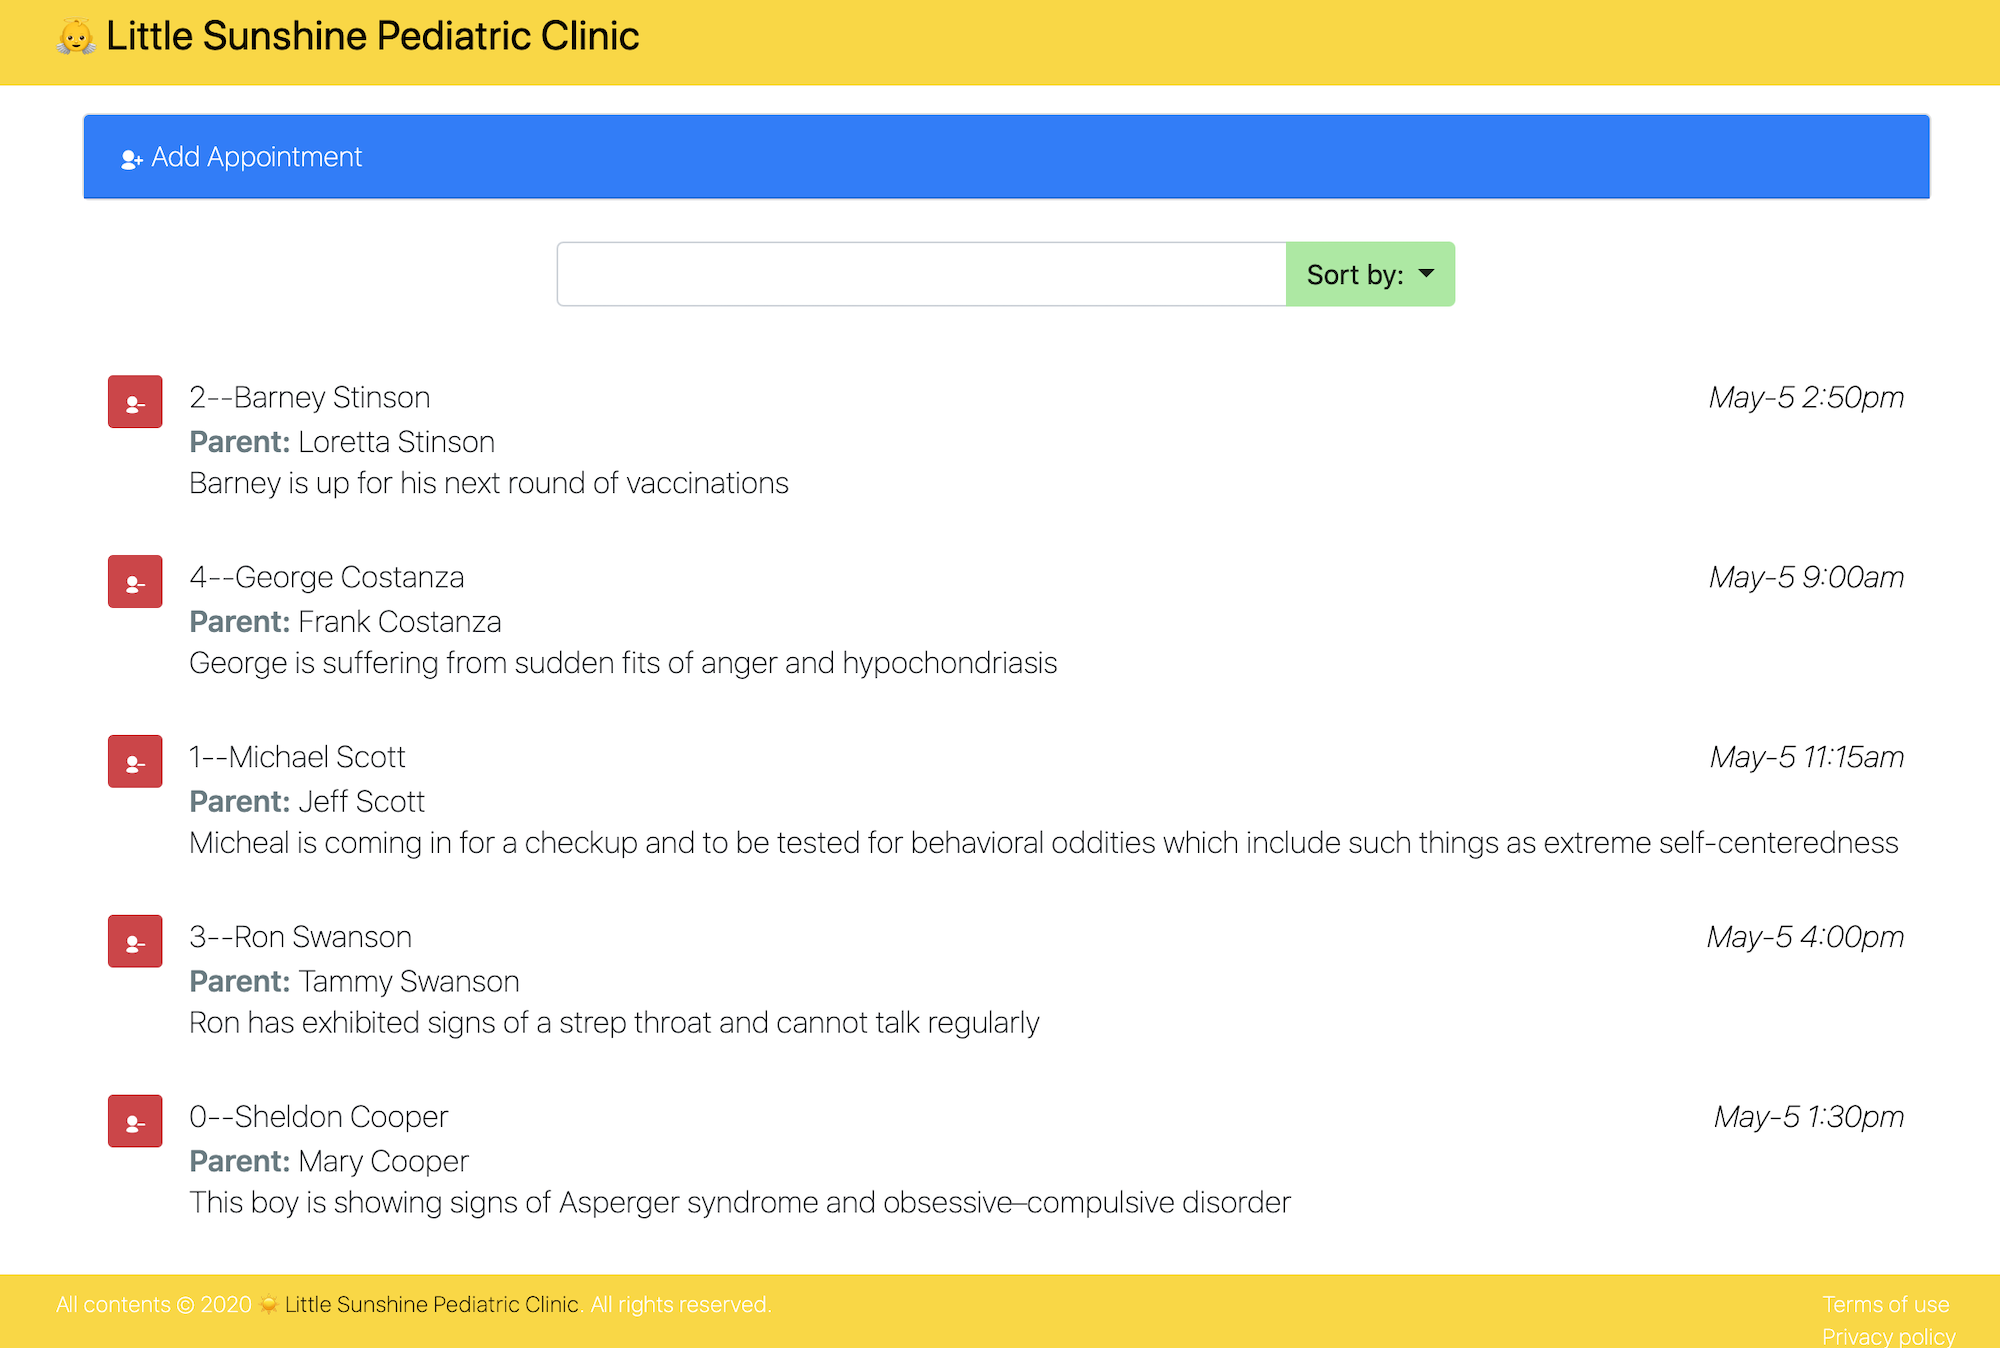 Little Sunshine Pediatric Clinic
Add Appointment
Sort by:
2--Barney Stinson May-5 2:50pm
Parent: Loretta Stinson
Barney is up for his next round of vaccinations
4--George Costanza May-5 9:00am
Parent: Frank Costanza
George is suffering from sudden fits of anger and hypochondriasis
1--Michael Scott May-5 11:15am
Parent: Jeff Scott
Micheal is coming in for a checkup and to be tested for behavioral oddities which include such things as extreme self-centeredness
3--Ron Swanson May-5 4:00pm
Parent: Tammy Swanson
Ron has exhibited signs of a strep throat and cannot talk regularly
0--Sheldon Cooper May-5 1:30pm
Parent: Mary Cooper
This boy is showing signs of Asperger syndrome and obsessive–compulsive disorder
All contents © 2020 ☀️ Little Sunshine Pediatric Clinic. All rights reserved. Terms of use
Privacy policy